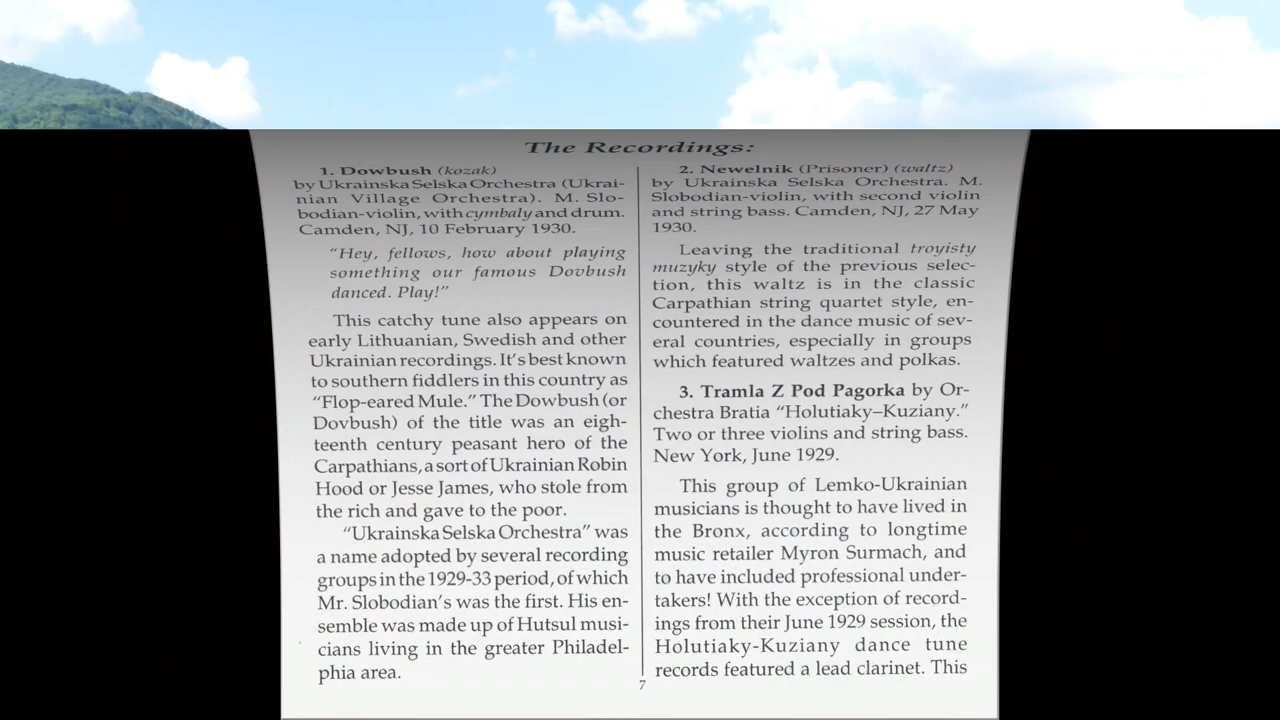 The Recordings:
1. Dowbush (kozak)
by Ukrainska Selska Orchestra (Ukrai-
nian Village Orchestra). M. Slo-
bodian-violin, with cymbaly and drum.
Camden, NJ, 10 February 1930.
"Hey, fellows, how about playing
something our famous Dovbush
danced. Play!"
This catchy tune also appears on
early Lithuanian, Swedish and other
Ukrainian recordings. It's best known
to southern fiddlers in this country as
"Flop-eared Mule." The Dowbush (or
Dovbush) of the title was an eigh-
teenth century peasant hero of the
Carpathians, a sort of Ukrainian Robin
Hood or Jesse James, who stole from
the rich and gave to the poor.
"Ukrainska Selska Orchestra" was
a name adopted by several recording
groups in the 1929-33 period, of which
Mr. Slobodian's was the first. His en-
semble was made up of Hutsul musi-
cians living in the greater Philadel-
phia area.
2. Newelnik (Prisoner) (waltz)
by Ukrainska Selska Orchestra. M.
Slobodian-violin, with second violin
and string bass. Camden, NJ, 27 May
1930.
Leaving the traditional troyisty
muzyky style of the previous selec-
tion, this waltz is in the classic
Carpathian string quartet style, en-
countered in the dance music of sev-
eral countries, especially in groups
which featured waltzes and polkas.
3. Tramla Z Pod Pagorka by Or-
chestra Bratia "Holutiaky–Kuziany."
Two or three violins and string bass.
New York, June 1929.
This group of Lemko-Ukrainian
musicians is thought to have lived in
the Bronx, according to longtime
music retailer Myron Surmach, and
to have included professional under-
takers! With the exception of record-
ings from their June 1929 session, the
Holutiaky-Kuziany dance tune
records featured a lead clarinet. This
7